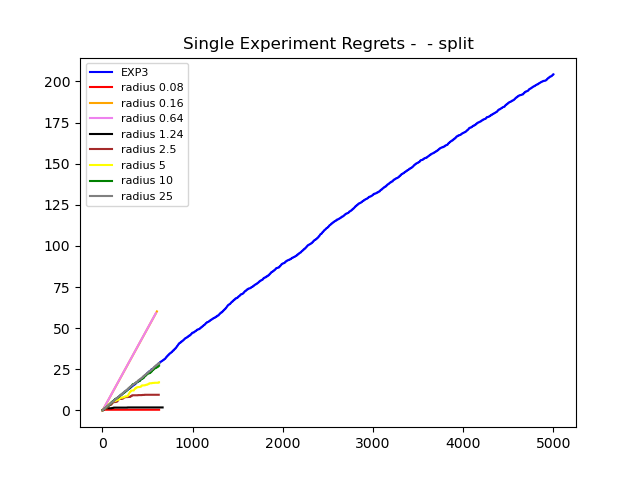 Single Experiment Regrets -  - split
EXP3
radius 0.08
radius 0.16
radius 0.64
radius 1.24
radius 2.5
radius 5
radius 10
radius 25
200
175
150
125
100
75
50
25
0
0 1000 2000 3000 4000 5000